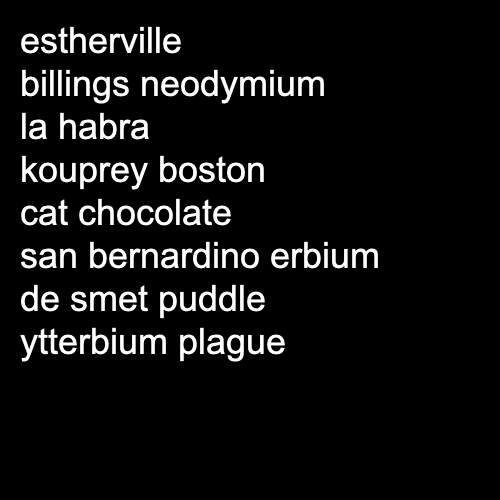 estherville
billings neodymium
la habra
kouprey boston
cat chocolate
san bernardino erbium
de smet puddle
ytterbium plague